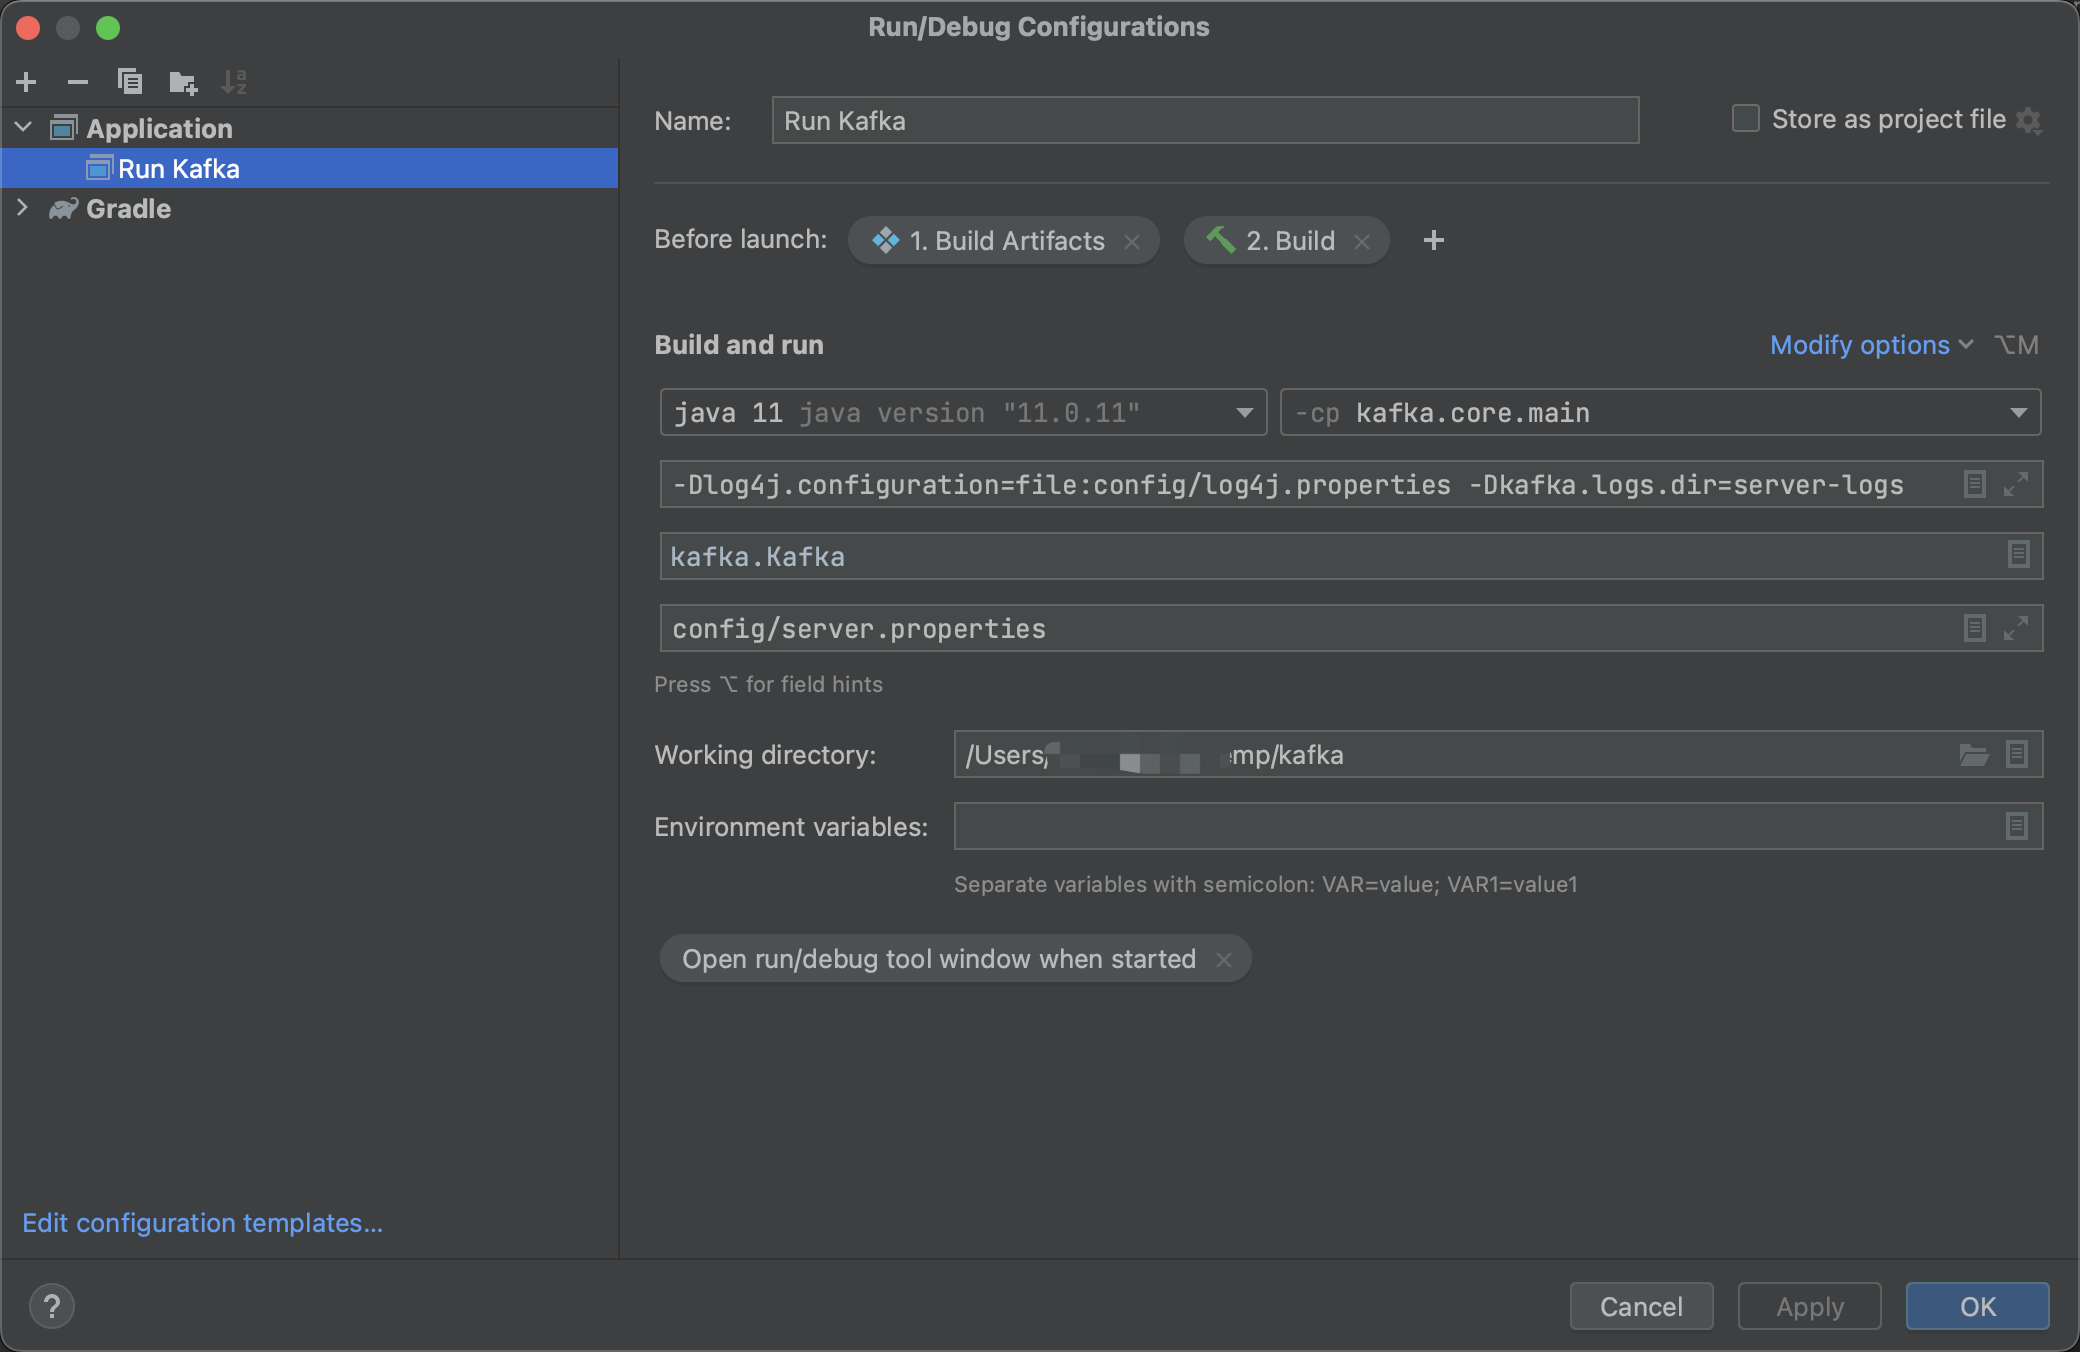 Run/Debug Configurations
Application
Run Kafka
Gradle
Edit configuration templates...
Name:
Run Kafka
Store as project file
Before launch:
1. Build Artifacts
2. Build
Build and run
Modify options
⌥M
java 11 java version "11.0.11"
-cp kafka.core.main
-Dlog4j.configuration=file:config/log4j.properties -Dkafka.logs.dir=server-logs
kafka.Kafka
config/server.properties
Press ⌥ for field hints
Working directory:
/Users/ mp/kafka
Environment variables:
Separate variables with semicolon: VAR=value; VAR1=value1
Open run/debug tool window when started
?
Cancel
Apply
OK